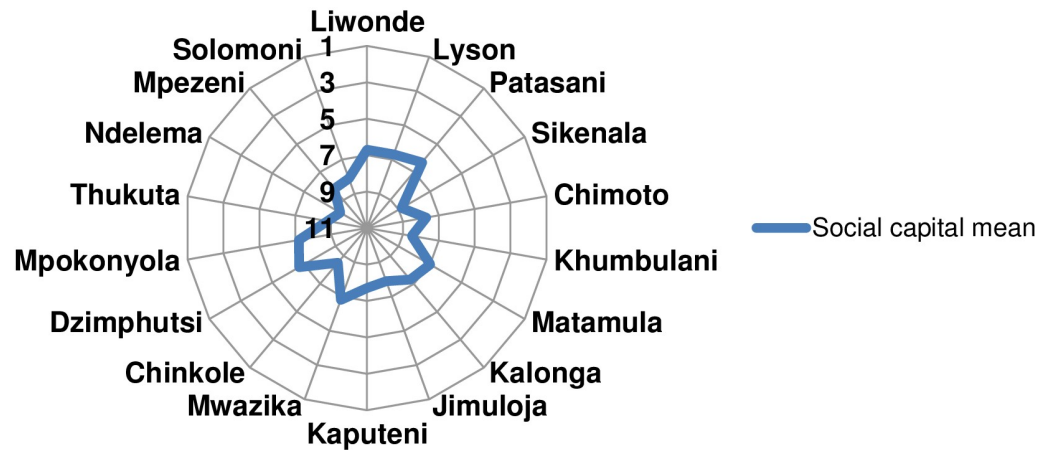 Liwonde
Solomoni
1
Lyson
Mpezeni
3
Patasani
Ndelema
5
Sikenala
7
Thukuta
9
Chimoto
11
Social capital mean
Mpokonyola
Khumbulani
Dzimphutsi
Matamula
Chinkole
Kalonga
Mwazika
Jimuloja
Kaputeni